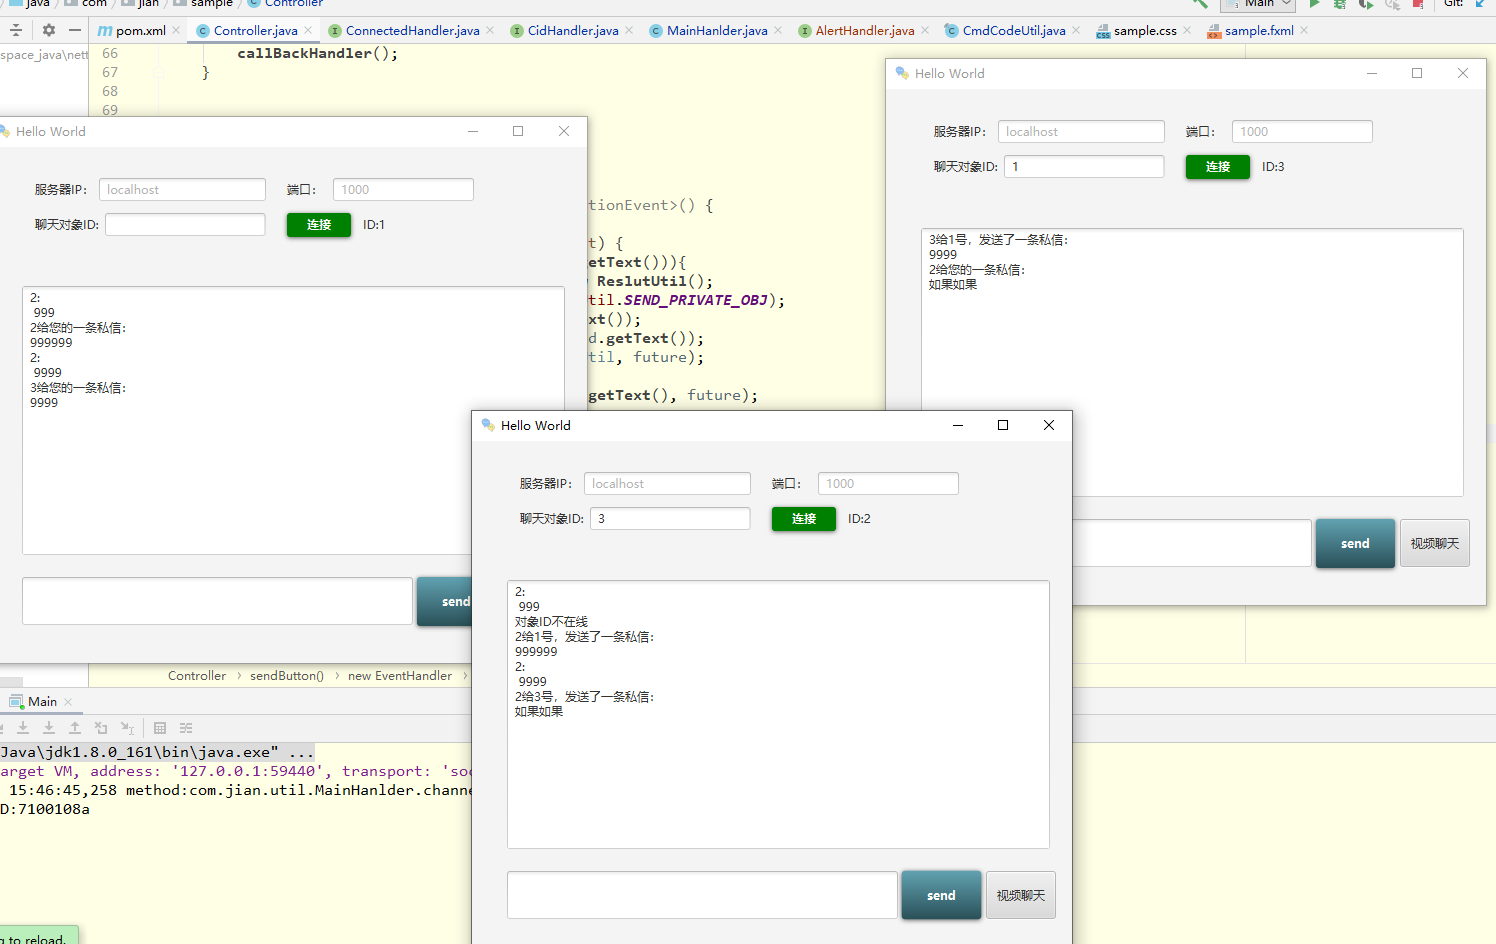 java com jian sample Controller
Main
Git:
pom.xml Controller.java ConnectedHandler.java CidHandler.java MainHanlder.java AlertHandler.java CmdCodeUtil.java sample.css sample.fxml
space_java\nett
66 callBackHandler();
67 }
68
69
tionEvent>() {
t) {
etText())){
ReslutUtil();
til.SEND_PRIVATE_OBJ);
xt());
d.getText());
til, future);
getText(), future);
Hello World
服务器IP: localhost 端口: 1000
聊天对象ID: 连接 ID:1
2:
999
2给您的一条私信:
999999
2:
9999
3给您的一条私信:
9999
send
Hello World
服务器IP: localhost 端口: 1000
聊天对象ID: 1 连接 ID:3
3给1号，发送了一条私信:
9999
2给您的一条私信:
如果如果
send 视频聊天
Hello World
服务器IP: localhost 端口: 1000
聊天对象ID: 3 连接 ID:2
2:
999
对象ID不在线
2给1号，发送了一条私信:
999999
2:
9999
2给3号，发送了一条私信:
如果如果
send 视频聊天
Controller › sendButton() › new EventHandler ›
Main
Java\jdk1.8.0_161\bin\java.exe" ...
arget VM, address: '127.0.0.1:59440', transport: 'soc
15:46:45,258 method:com.jian.util.MainHanlder.channe
D:7100108a
g to reload.